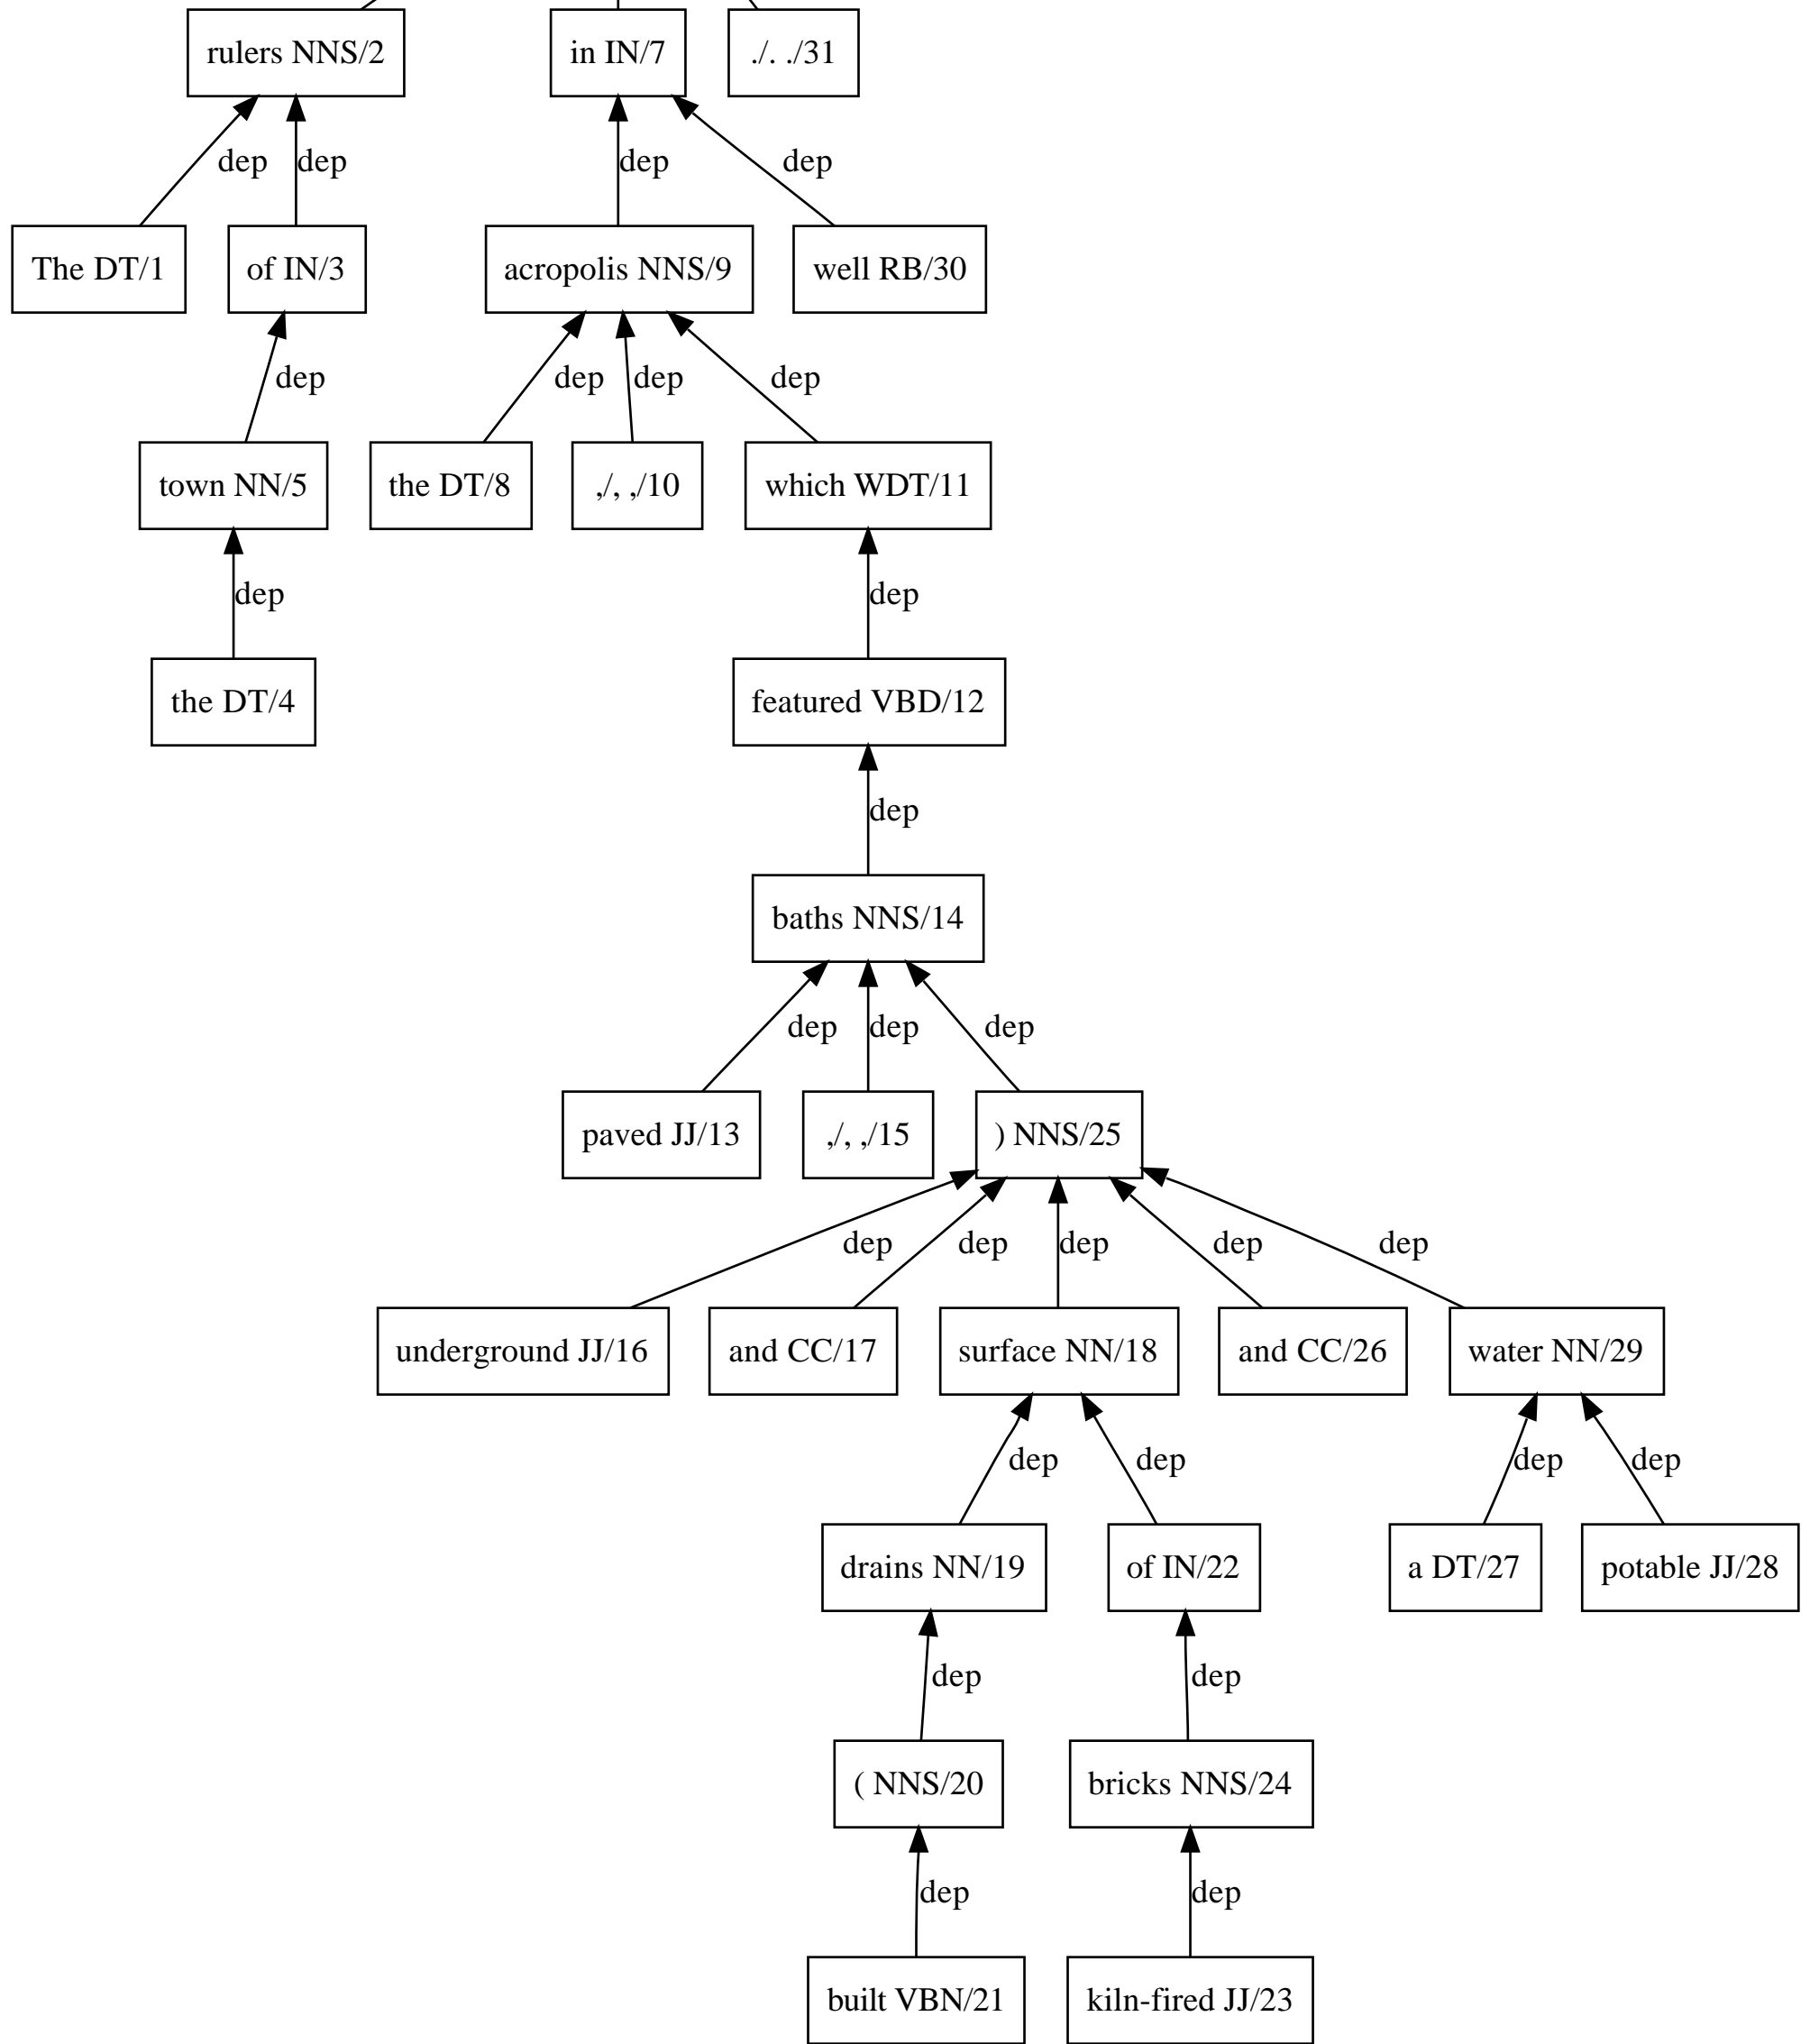 rulers NNS/2 in IN/7 ./. ./31
dep dep dep dep
The DT/1 of IN/3 acropolis NNS/9 well RB/30
dep dep dep dep
town NN/5 the DT/8 ,/, ,/10 which WDT/11
dep dep
the DT/4 featured VBD/12
dep
baths NNS/14
dep dep dep
paved JJ/13 ,/, ,/15 ) NNS/25
dep dep dep dep dep
underground JJ/16 and CC/17 surface NN/18 and CC/26 water NN/29
dep dep dep dep
drains NN/19 of IN/22 a DT/27 potable JJ/28
dep dep
( NNS/20 bricks NNS/24
dep dep
built VBN/21 kiln-fired JJ/23